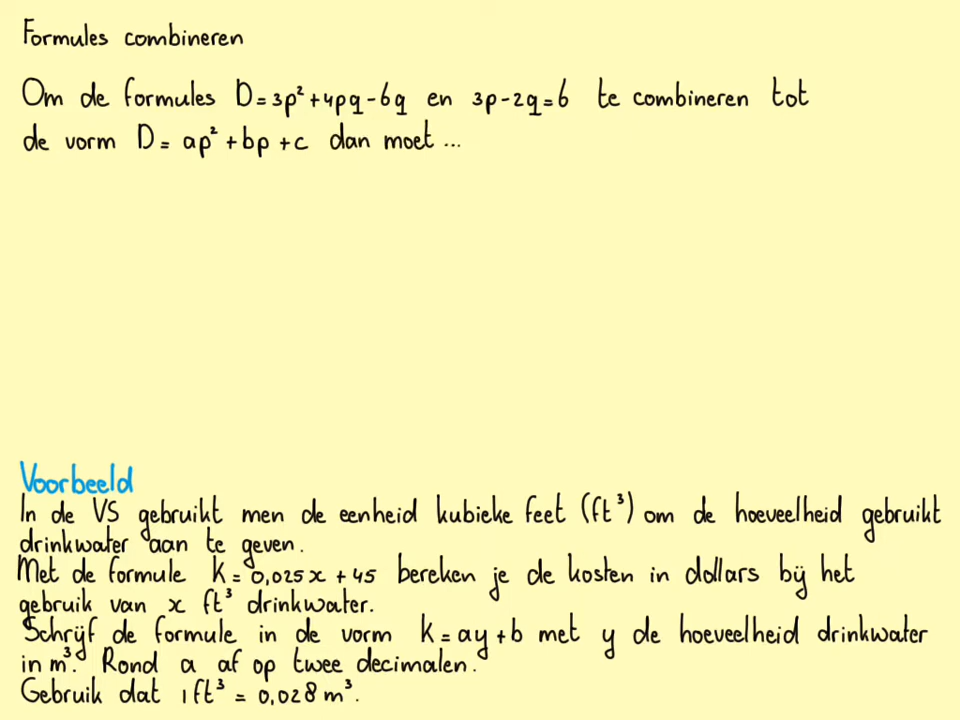 Formules combineren
Om de formules D = 3p² + 4pq - 6q en 3p - 2q = 6 te combineren tot
de vorm D = ap² + bp + c dan moet ...
Voorbeeld
In de VS gebruikt men de eenheid kubieke feet (ft³) om de hoeveelheid gebruikt
drinkwater aan te geven.
Met de formule K = 0,025x + 45 bereken je de kosten in dollars bij het
gebruik van x ft³ drinkwater.
Schrijf de formule in de vorm K = ay + b met y de hoeveelheid drinkwater
in m³. Rond a af op twee decimalen.
Gebruik dat 1 ft³ = 0,028 m³.